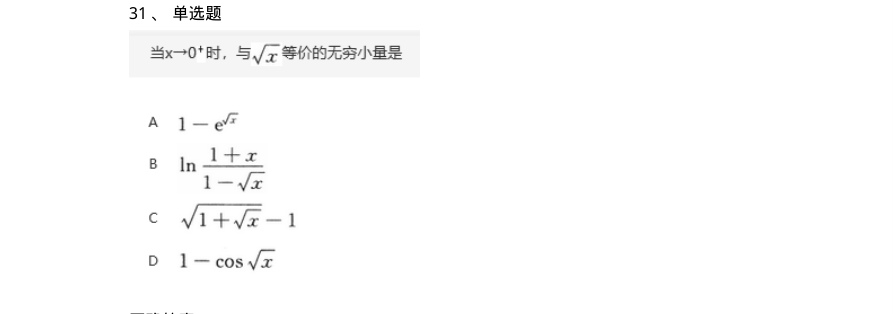 31、 单选题
当x→0⁺时，与√x 等价的无穷小量是
A 1－e^√x
B ln (1＋x)/(1－√x)
C √(1＋√x)－1
D 1－cos √x